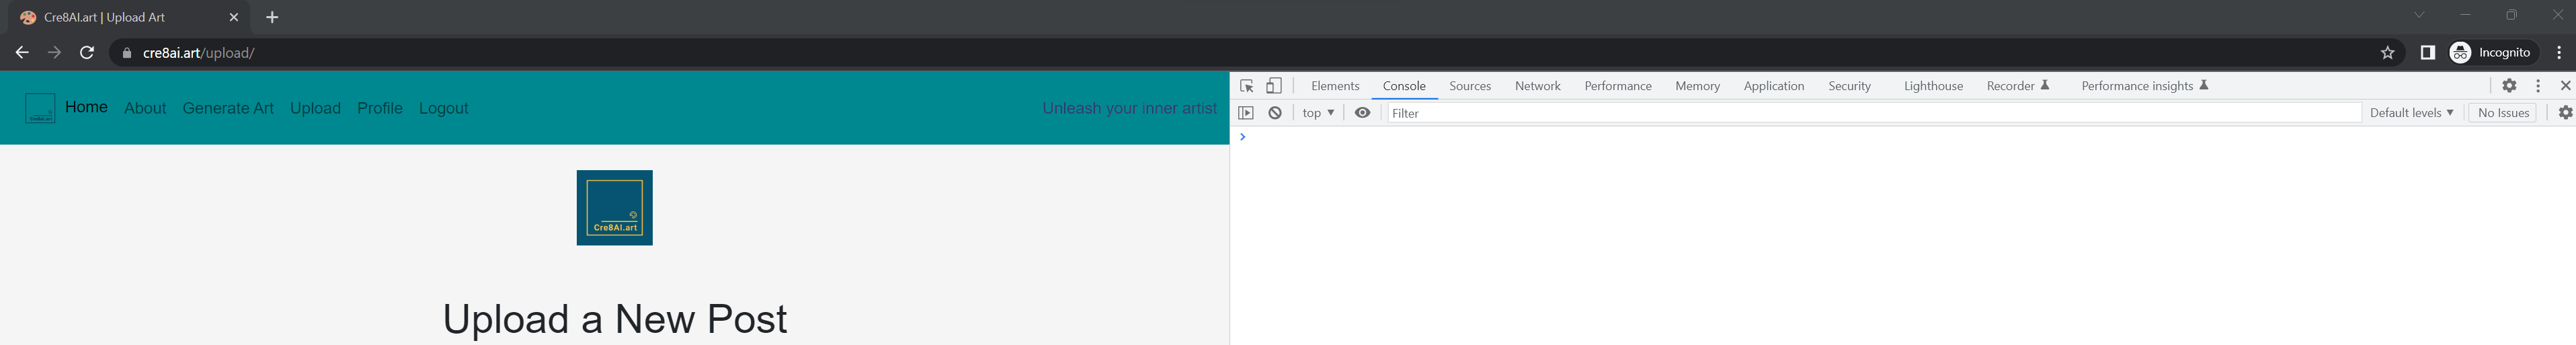 Cre8AI.art | Upload Art
cre8ai.art/upload/
Incognito
Home About Generate Art Upload Profile Logout Unleash your inner artist
Cre8AI.art
Upload a New Post
Elements Console Sources Network Performance Memory Application Security Lighthouse Recorder Performance insights
top Filter Default levels No Issues